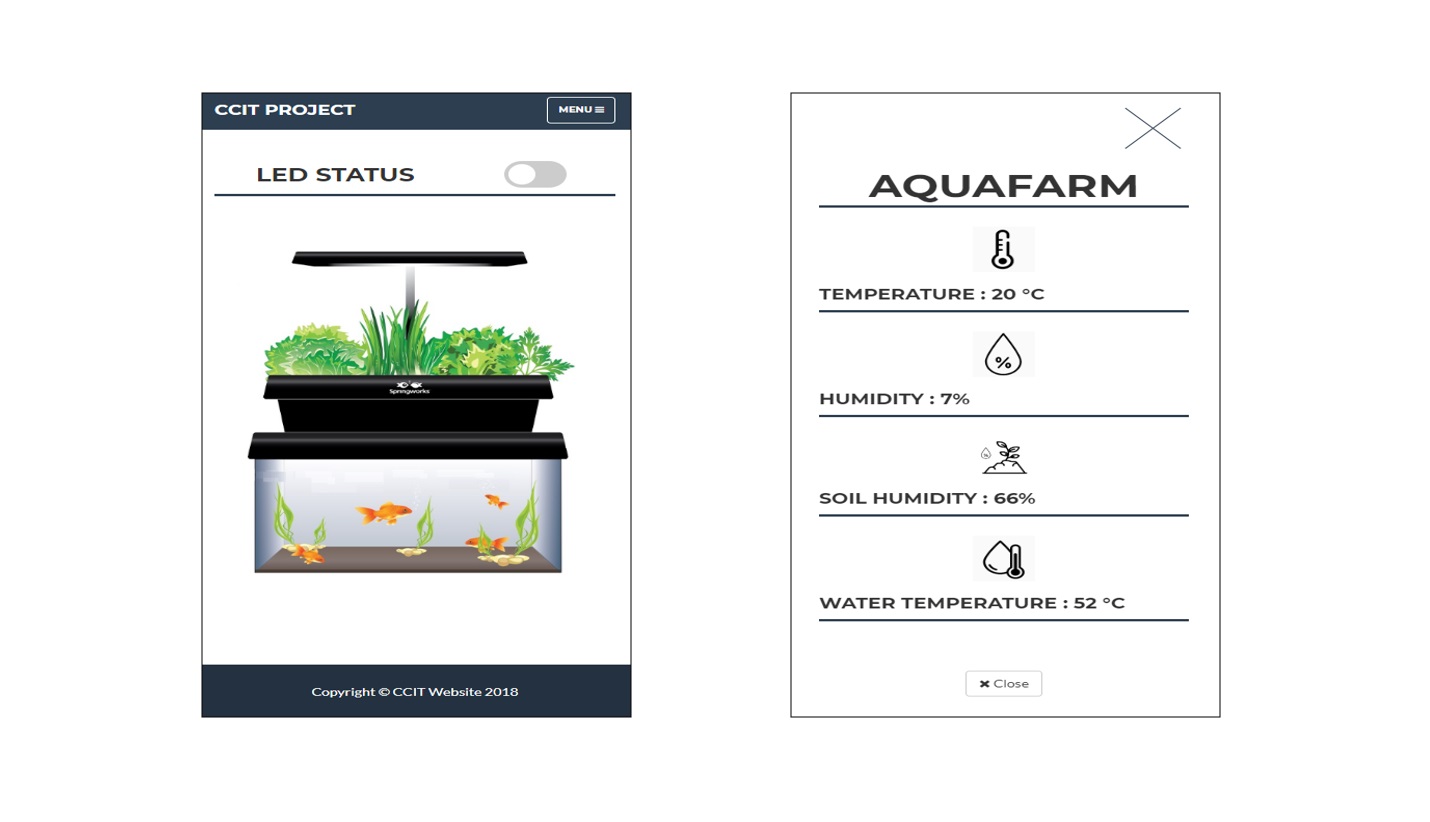 CCIT PROJECT
MENU
LED STATUS
Springworks
Copyright © CCIT Website 2018
AQUAFARM
%
TEMPERATURE : 20 °C
HUMIDITY : 7%
SOIL HUMIDITY : 66%
WATER TEMPERATURE : 52 °C
Close